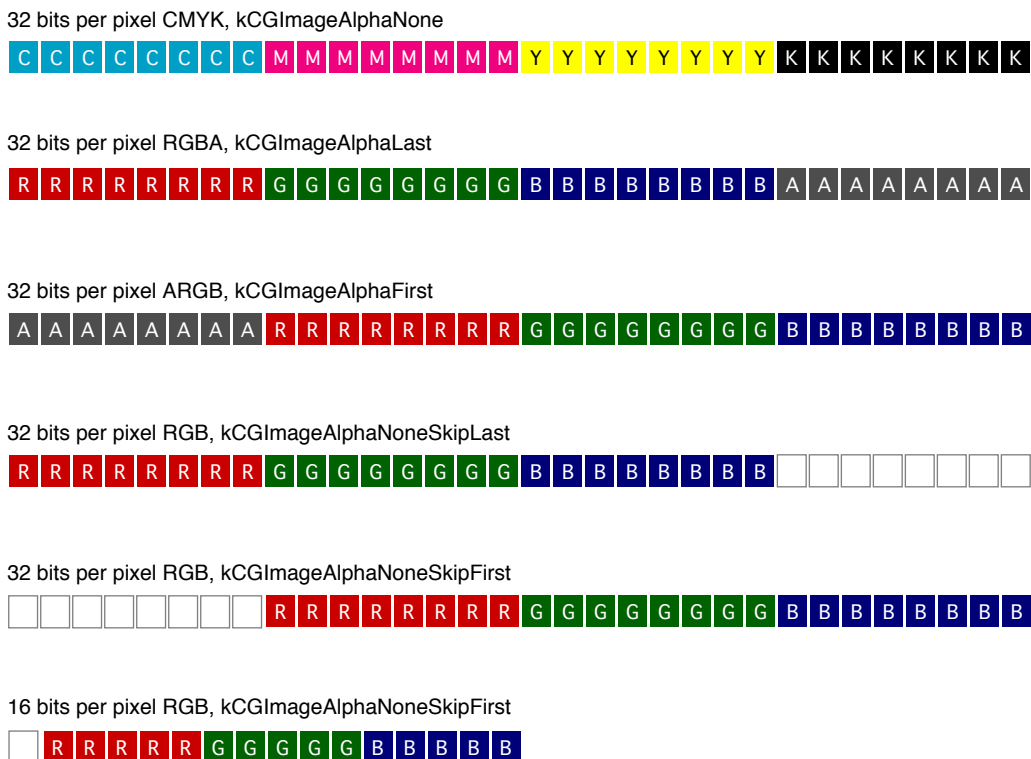 32 bits per pixel CMYK, kCGImageAlphaNone
C C C C C C C C M M M M M M M M Y Y Y Y Y Y Y Y K K K K K K K K
32 bits per pixel RGBA, kCGImageAlphaLast
R R R R R R R R G G G G G G G G B B B B B B B B A A A A A A A A
32 bits per pixel ARGB, kCGImageAlphaFirst
A A A A A A A A R R R R R R R R G G G G G G G G B B B B B B B B
32 bits per pixel RGB, kCGImageAlphaNoneSkipLast
R R R R R R R R G G G G G G G G B B B B B B B B
32 bits per pixel RGB, kCGImageAlphaNoneSkipFirst
R R R R R R R R G G G G G G G G B B B B B B B B
16 bits per pixel RGB, kCGImageAlphaNoneSkipFirst
R R R R R G G G G G B B B B B